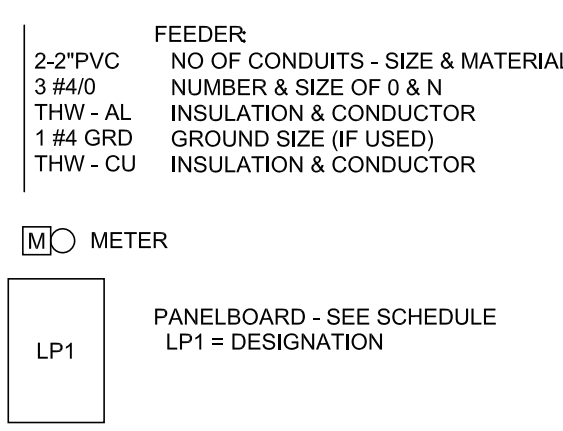 FEEDER:
2-2"PVC NO OF CONDUITS - SIZE & MATERIAL
3 #4/0 NUMBER & SIZE OF 0 & N
THW - AL INSULATION & CONDUCTOR
1 #4 GRD GROUND SIZE (IF USED)
THW - CU INSULATION & CONDUCTOR
M METER
PANELBOARD - SEE SCHEDULE
LP1 LP1 = DESIGNATION